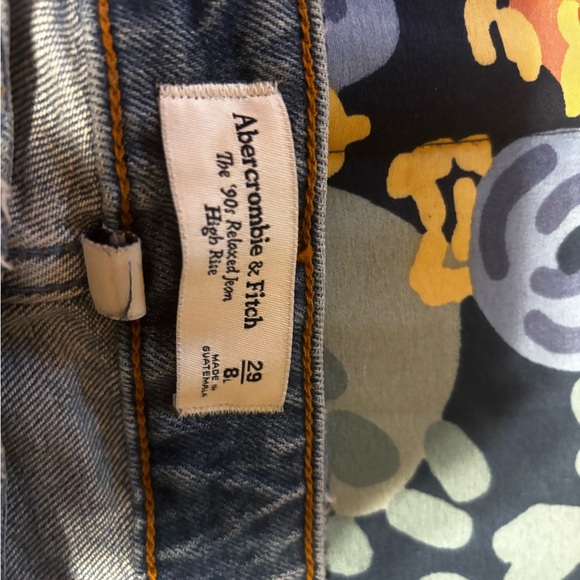 Abercrombie & Fitch
The '90s Relaxed Jean
High Rise
29
8L
MADE IN
GUATEMALA